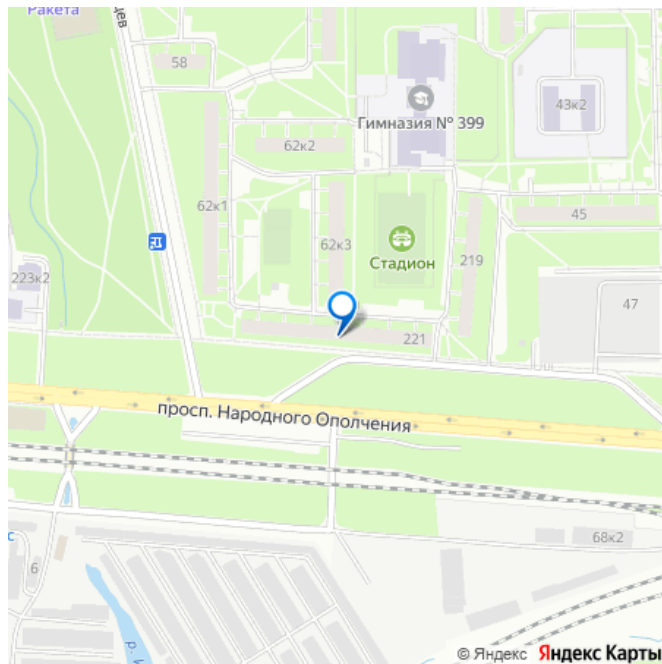 Ракета
цев
58
Гимназия № 399
43к2
62к2
62к1
45
62к3
Стадион
219
223к2
47
221
просп. Народного Ополчения
68к2
с
6
р. И
© Яндекс Яндекс Карты